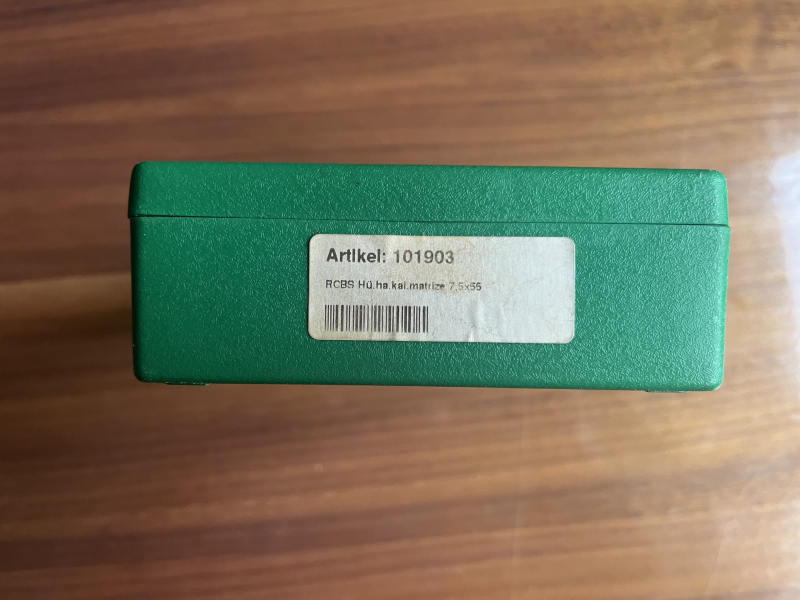 Artikel: 101903
RCBS Hü.ha.kal.matrize 7,5x55